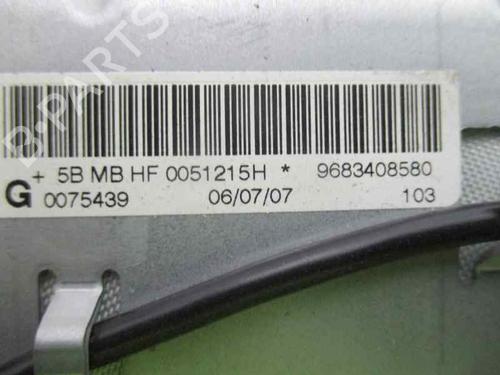 B-PARTS
+ 5B MB HF 0051215H * 9683408580
G 0075439 06/07/07 103